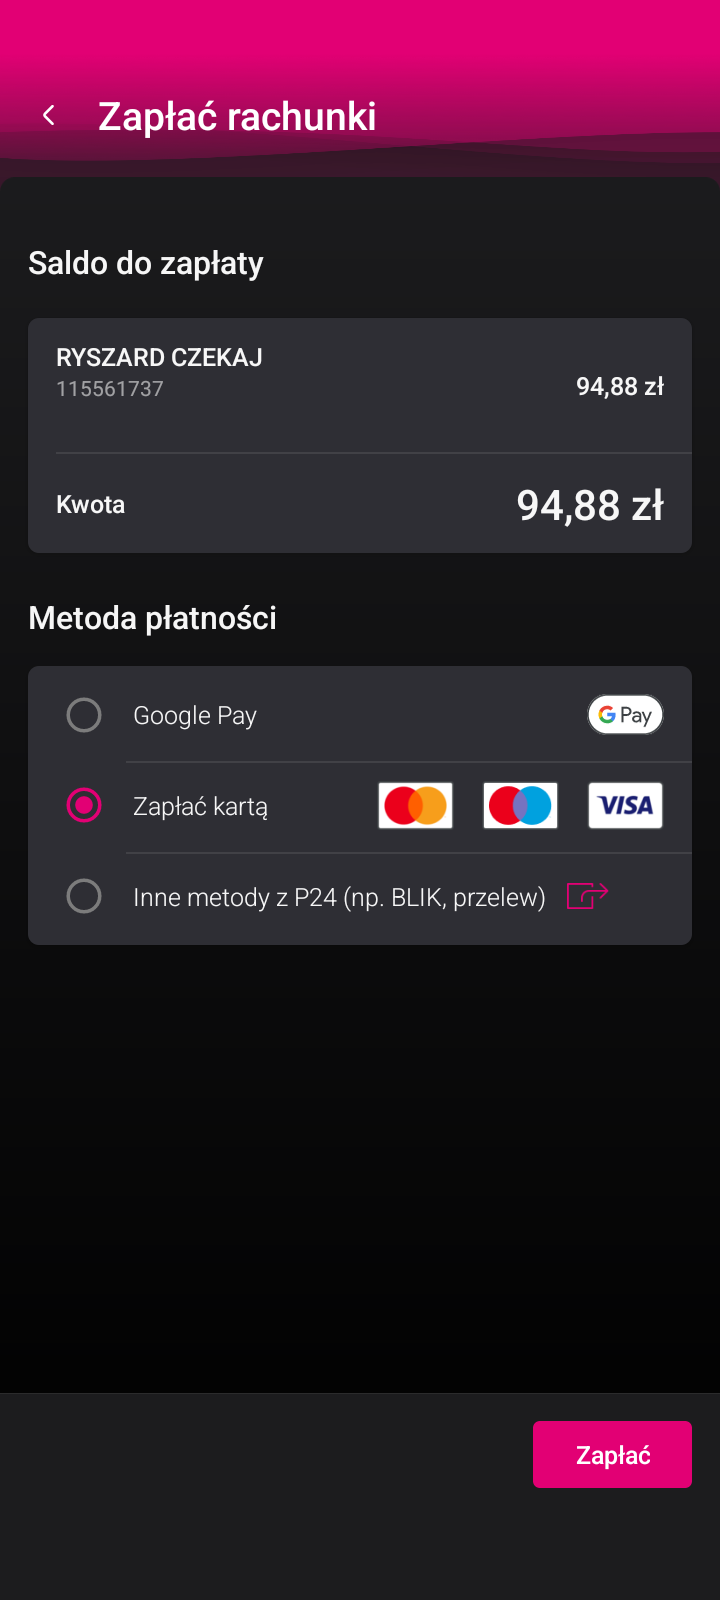 Zapłać rachunki
Saldo do zapłaty
RYSZARD CZEKAJ
115561737
94,88 zł
Kwota
94,88 zł
Metoda płatności
Google Pay
G Pay
Zapłać kartą
VISA
Inne metody z P24 (np. BLIK, przelew)
Zapłać